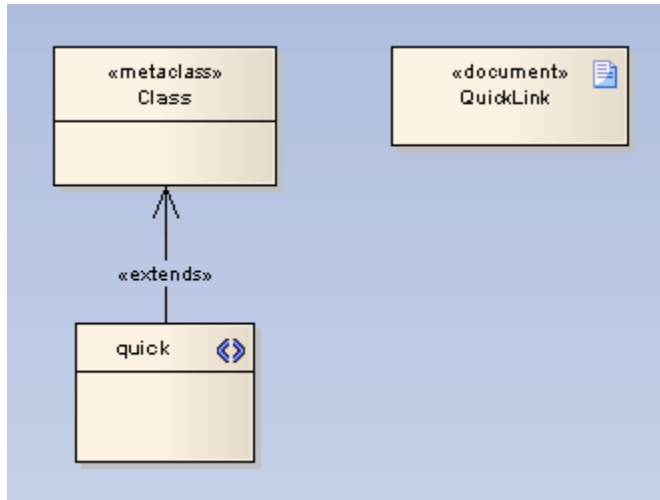 «metaclass»
Class
«document»
QuickLink
«extends»
quick